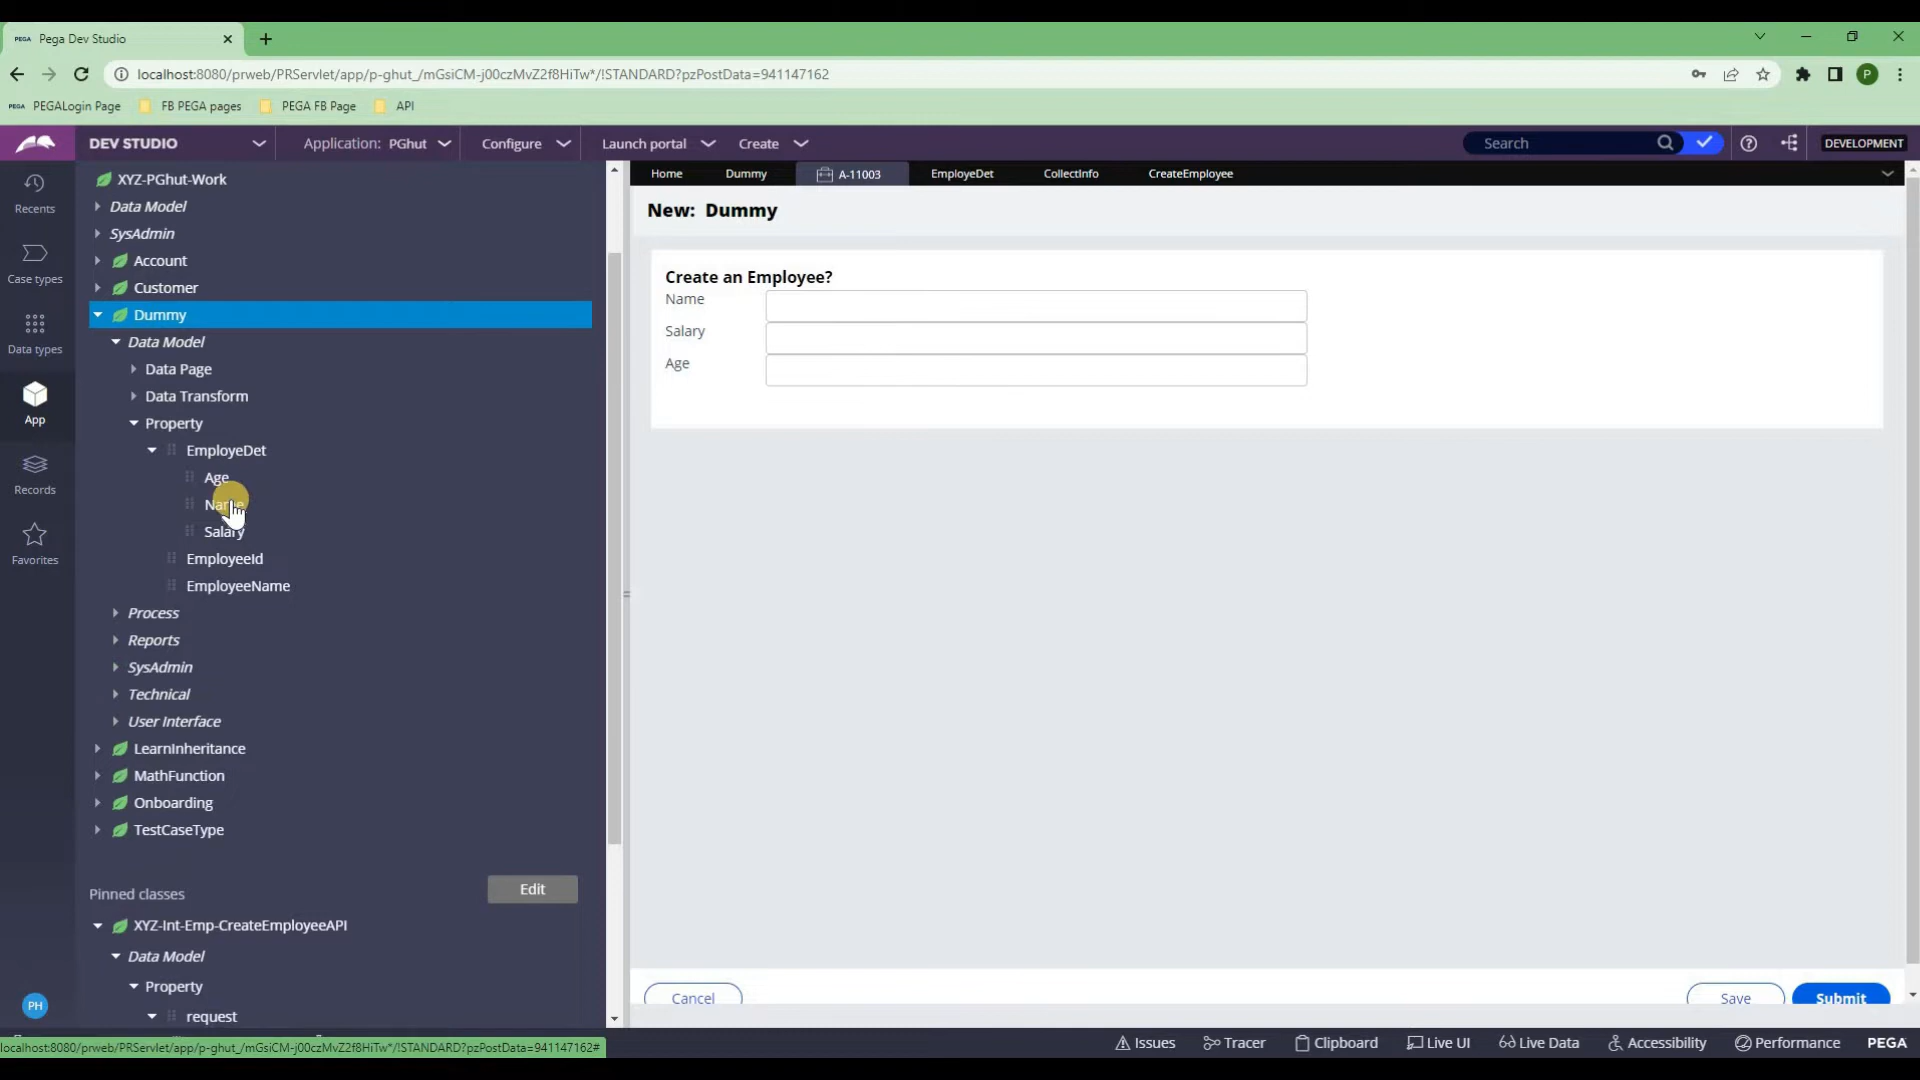 PEGA Pega Dev Studio
localhost:8080/prweb/PRServlet/app/p-ghut_/mGsiCM-j00czMvZ2f8HiTw*/!STANDARD?pzPostData=941147162
P
PEGA PEGALogin Page FB PEGA pages PEGA FB Page API
DEV STUDIO Application: PGhut Configure Launch portal Create Search DEVELOPMENT
Home Dummy A-11003 EmployeDet CollectInfo CreateEmployee
Recents
Case types
Data types
App
Records
Favorites
PH
XYZ-PGhut-Work
Data Model
SysAdmin
Account
Customer
Dummy
Data Model
Data Page
Data Transform
Property
EmployeDet
Age
Name
Salary
EmployeeId
EmployeeName
Process
Reports
SysAdmin
Technical
User Interface
LearnInheritance
MathFunction
Onboarding
TestCaseType
Pinned classes Edit
XYZ-Int-Emp-CreateEmployeeAPI
Data Model
Property
request
New: Dummy
Create an Employee?
Name
Salary
Age
Cancel Save Submit
localhost:8080/prweb/PRServlet/app/p-ghut_/mGsiCM-j00czMvZ2f8HiTw*/!STANDARD?pzPostData=941147162#
Issues Tracer Clipboard Live UI Live Data Accessibility Performance PEGA